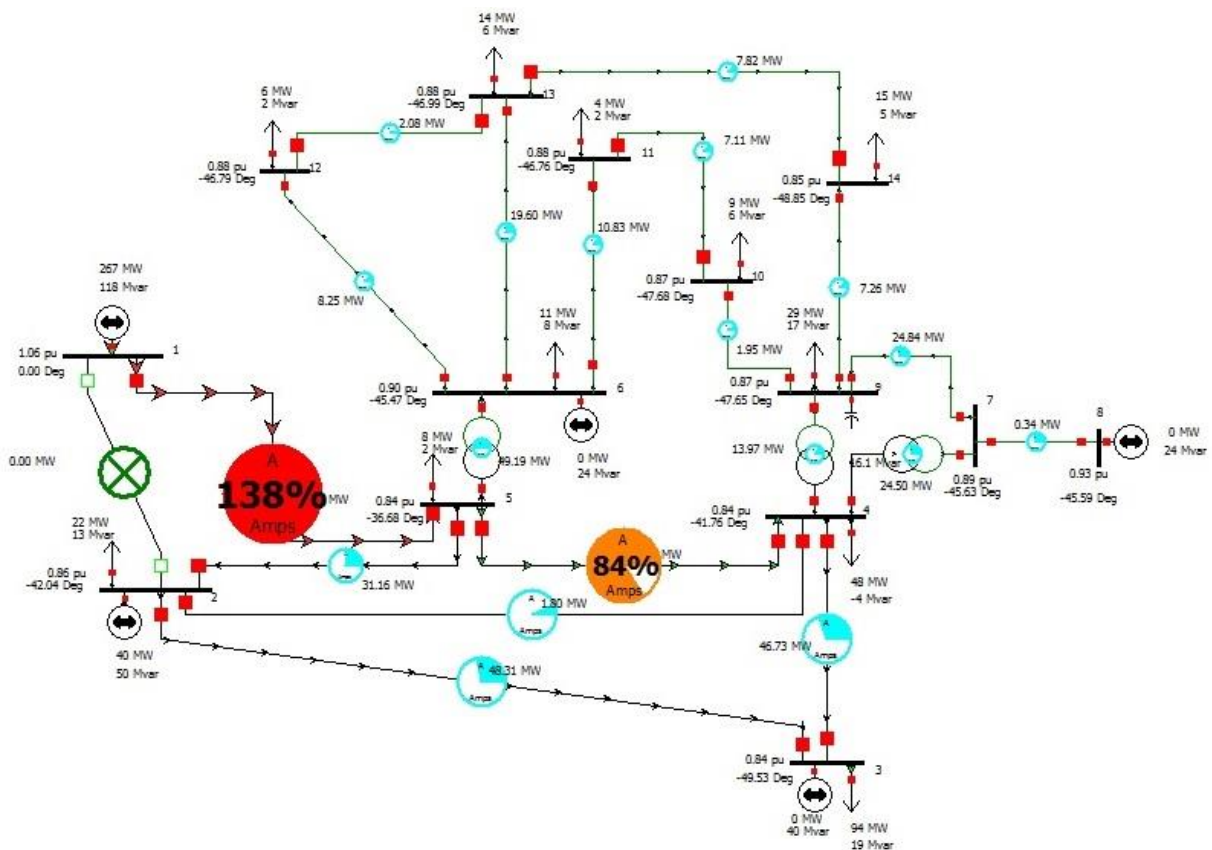 14 MW
6 Mvar
7.82 MW
0.88 pu
-46.99 Deg
13
6 MW
2 Mvar
2.08 MW
4 MW
2 Mvar
7.11 MW
15 MW
5 Mvar
0.88 pu
-46.79 Deg
12
0.88 pu
-46.76 Deg
11
0.85 pu
-48.85 Deg
14
19.60 MW
10.83 MW
9 MW
6 Mvar
8.25 MW
0.87 pu
-47.68 Deg
10
7.26 MW
267 MW
118 Mvar
11 MW
8 Mvar
1.95 MW
29 MW
17 Mvar
24.84 MW
1.06 pu
0.00 Deg
1
0.90 pu
-45.47 Deg
6
0.87 pu
-47.65 Deg
9
7
8
0.34 MW
0 MW
24 Mvar
0.00 MW
A
138%
Amps
MW
8 MW
2 Mvar
49.19 MW
0 MW
24 Mvar
13.97 MW
16.1 Mvar
24.50 MW
0.89 pu
-45.63 Deg
0.93 pu
-45.59 Deg
0.84 pu
-36.68 Deg
5
0.84 pu
-41.76 Deg
4
22 MW
13 Mvar
A
84%
Amps
MW
0.86 pu
-42.04 Deg
2
31.16 MW
48 MW
-4 Mvar
A
1.80 MW
Amps
40 MW
50 Mvar
A
48.31 MW
Amps
A
46.73 MW
Amps
0.84 pu
-49.53 Deg
3
0 MW
40 Mvar
94 MW
19 Mvar